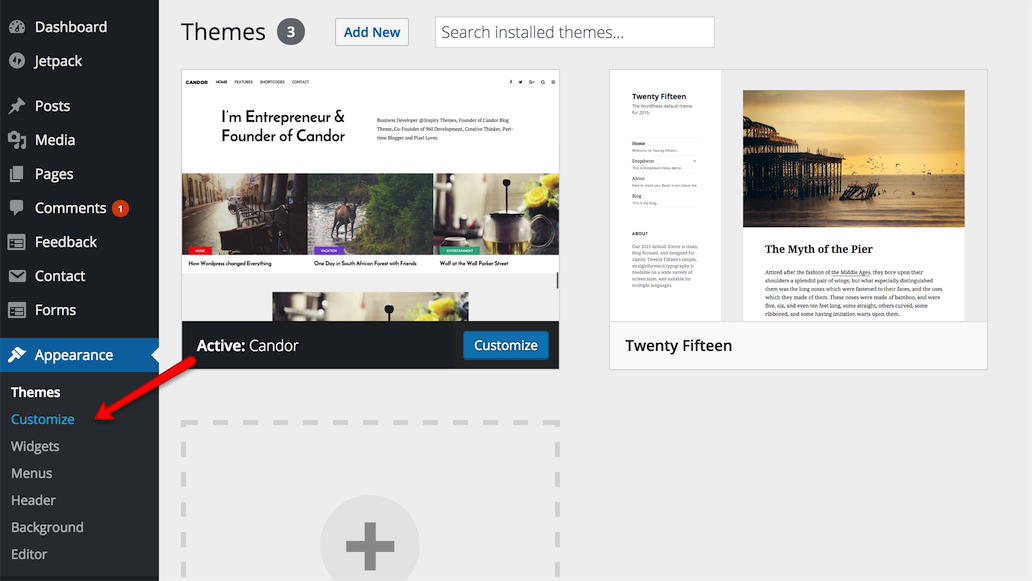 Dashboard
Jetpack
Posts
Media
Pages
Comments 1
Feedback
Contact
Forms
Appearance
Themes
Customize
Widgets
Menus
Header
Background
Editor
Themes 3 Add New Search installed themes...
CANDOR HOME FEATURES SHORTCODES CONTACT
I'm Entrepreneur &
Founder of Candor
Business Developer @Inspiry Themes, Founder of Candor Blog
Theme, Co-Founder of 960 Development, Creative Thinker, Part-
time Blogger and Pixel Lover.
MUSIC
How Wordpress changed Everything
VACATION
One Day in South African Forest with Friends
ENTERTAINMENT
Wolf at the Wall Parker Street
Active: Candor Customize
Twenty Fifteen
The WordPress default theme
for 2015.
Home
Welcome to Twenty Fifteen.
Dropdown
This is dropdown menu demo.
About
Nice to meet you. Read more about me.
Blog
This is my blog.
ABOUT
Our 2015 default theme is clean,
blog-focused, and designed for
clarity. Twenty Fifteen's simple,
straightforward typography is
readable on a wide variety of
screen sizes, and suitable for
multiple languages.
The Myth of the Pier
Attired after the fashion of the Middle Ages, they bore upon their
shoulders a splendid pair of wings; but what especially distinguished
them was the long noses which were fastened to their faces, and the uses
which they made of them. These noses were made of bamboo, and were
five, six, and even ten feet long, some straight, others curved, some
ribboned, and some having imitation warts upon them.
Twenty Fifteen